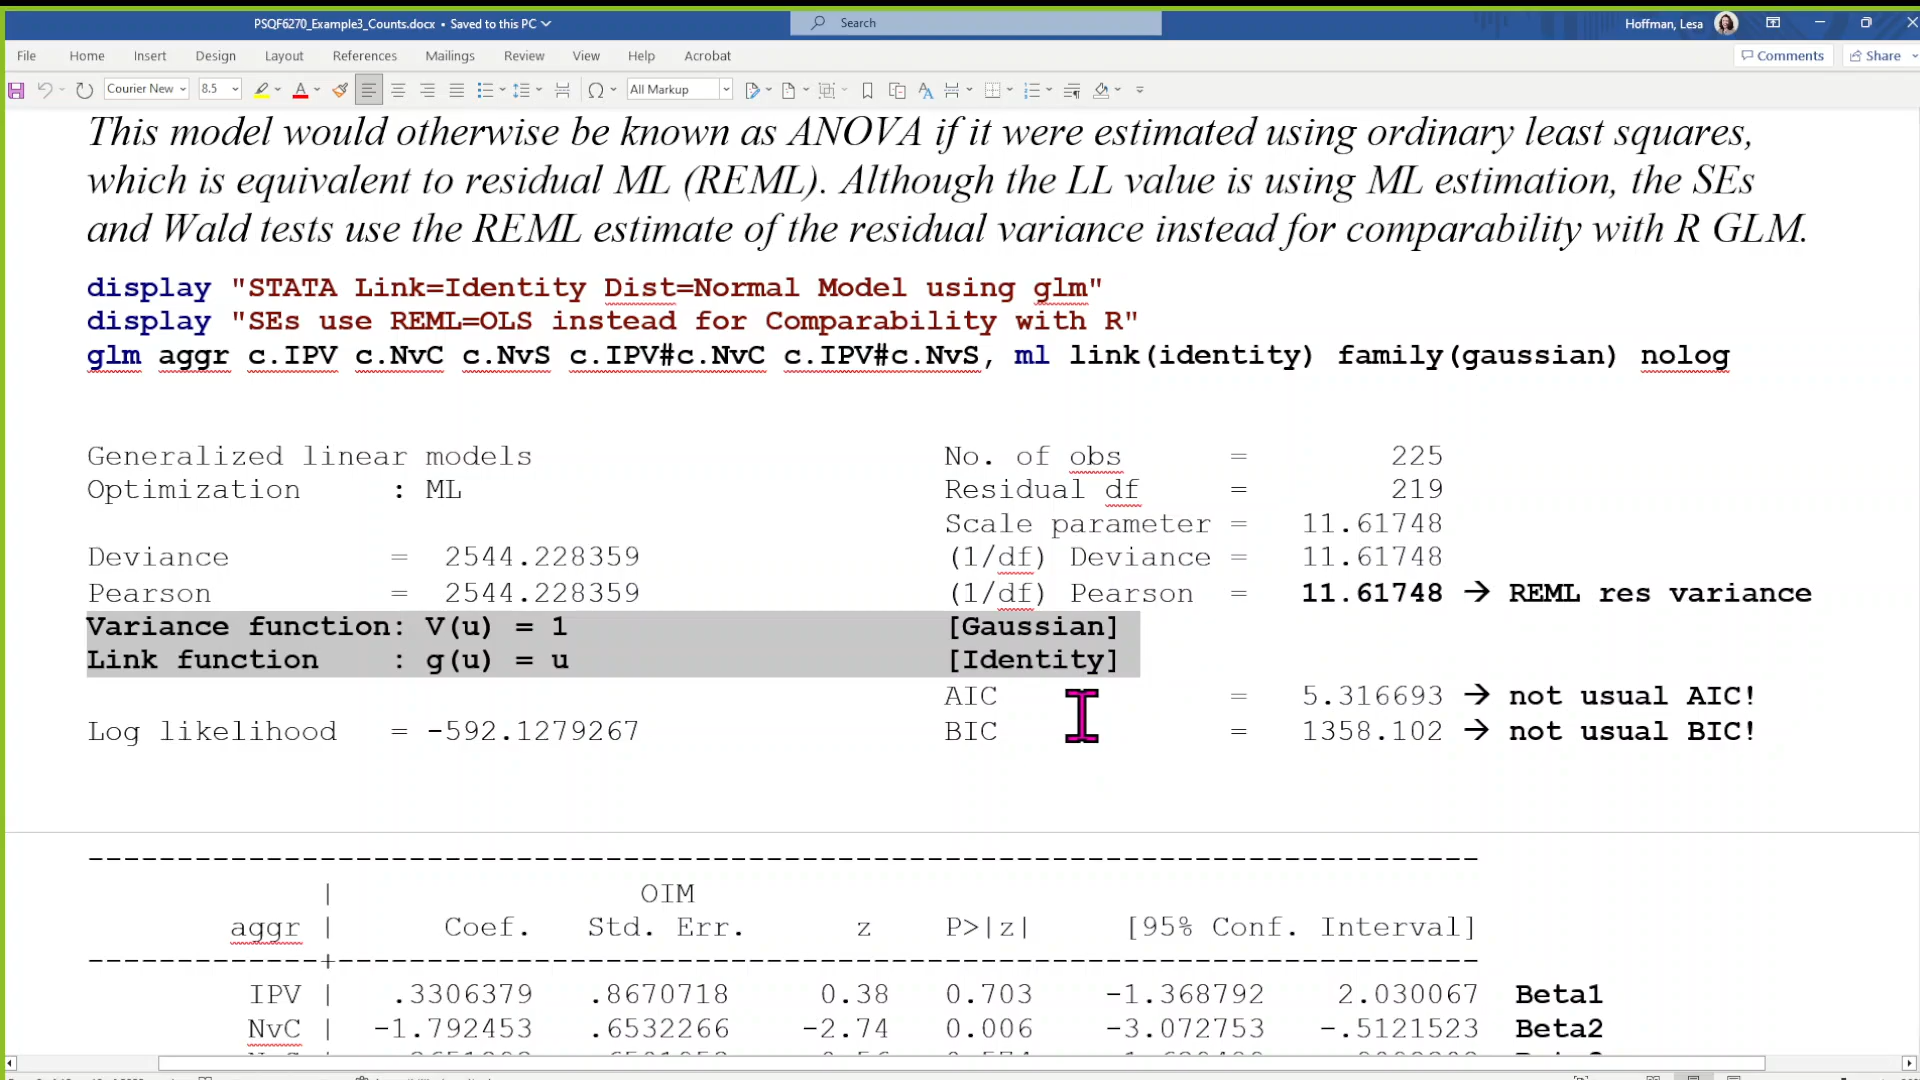 PSQF6270_Example3_Counts.docx • Saved to this PC
Search
Hoffman, Lesa
File Home Insert Design Layout References Mailings Review View Help Acrobat
Comments Share
Courier New 8.5 All Markup
This model would otherwise be known as ANOVA if it were estimated using ordinary least squares,
which is equivalent to residual ML (REML). Although the LL value is using ML estimation, the SEs
and Wald tests use the REML estimate of the residual variance instead for comparability with R GLM.
display "STATA Link=Identity Dist=Normal Model using glm"
display "SEs use REML=OLS instead for Comparability with R"
glm aggr c.IPV c.NvC c.NvS c.IPV#c.NvC c.IPV#c.NvS, ml link(identity) family(gaussian) nolog
Generalized linear models No. of obs = 225
Optimization : ML Residual df = 219
Scale parameter = 11.61748
Deviance = 2544.228359 (1/df) Deviance = 11.61748
Pearson = 2544.228359 (1/df) Pearson = 11.61748 → REML res variance
Variance function: V(u) = 1 [Gaussian]
Link function : g(u) = u [Identity]
AIC = 5.316693 → not usual AIC!
Log likelihood = -592.1279267 BIC = 1358.102 → not usual BIC!
------------------------------------------------------------------------------
| OIM
aggr | Coef. Std. Err. z P>|z| [95% Conf. Interval]
-------------+----------------------------------------------------------------
IPV | .3306379 .8670718 0.38 0.703 -1.368792 2.030067 Beta1
NvC | -1.792453 .6532266 -2.74 0.006 -3.072753 -.5121523 Beta2